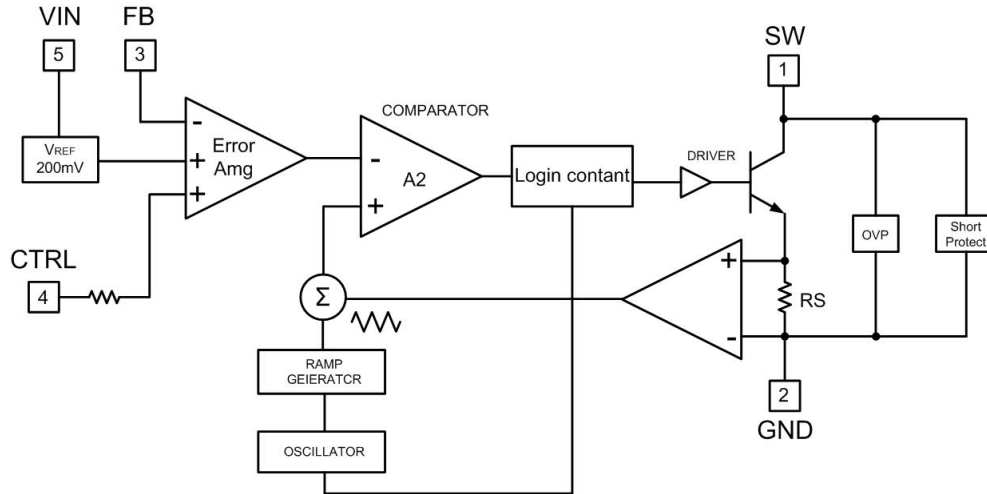 VIN
FB
SW
5
3
1
COMPARATOR
VREF
200mV
-
+
+
Error
Amg
-
+
A2
Login contant
DRIVER
OVP
Short
Protect
CTRL
4
Σ
+
-
RS
RAMP
GEIERATCR
2
GND
OSCILLATOR